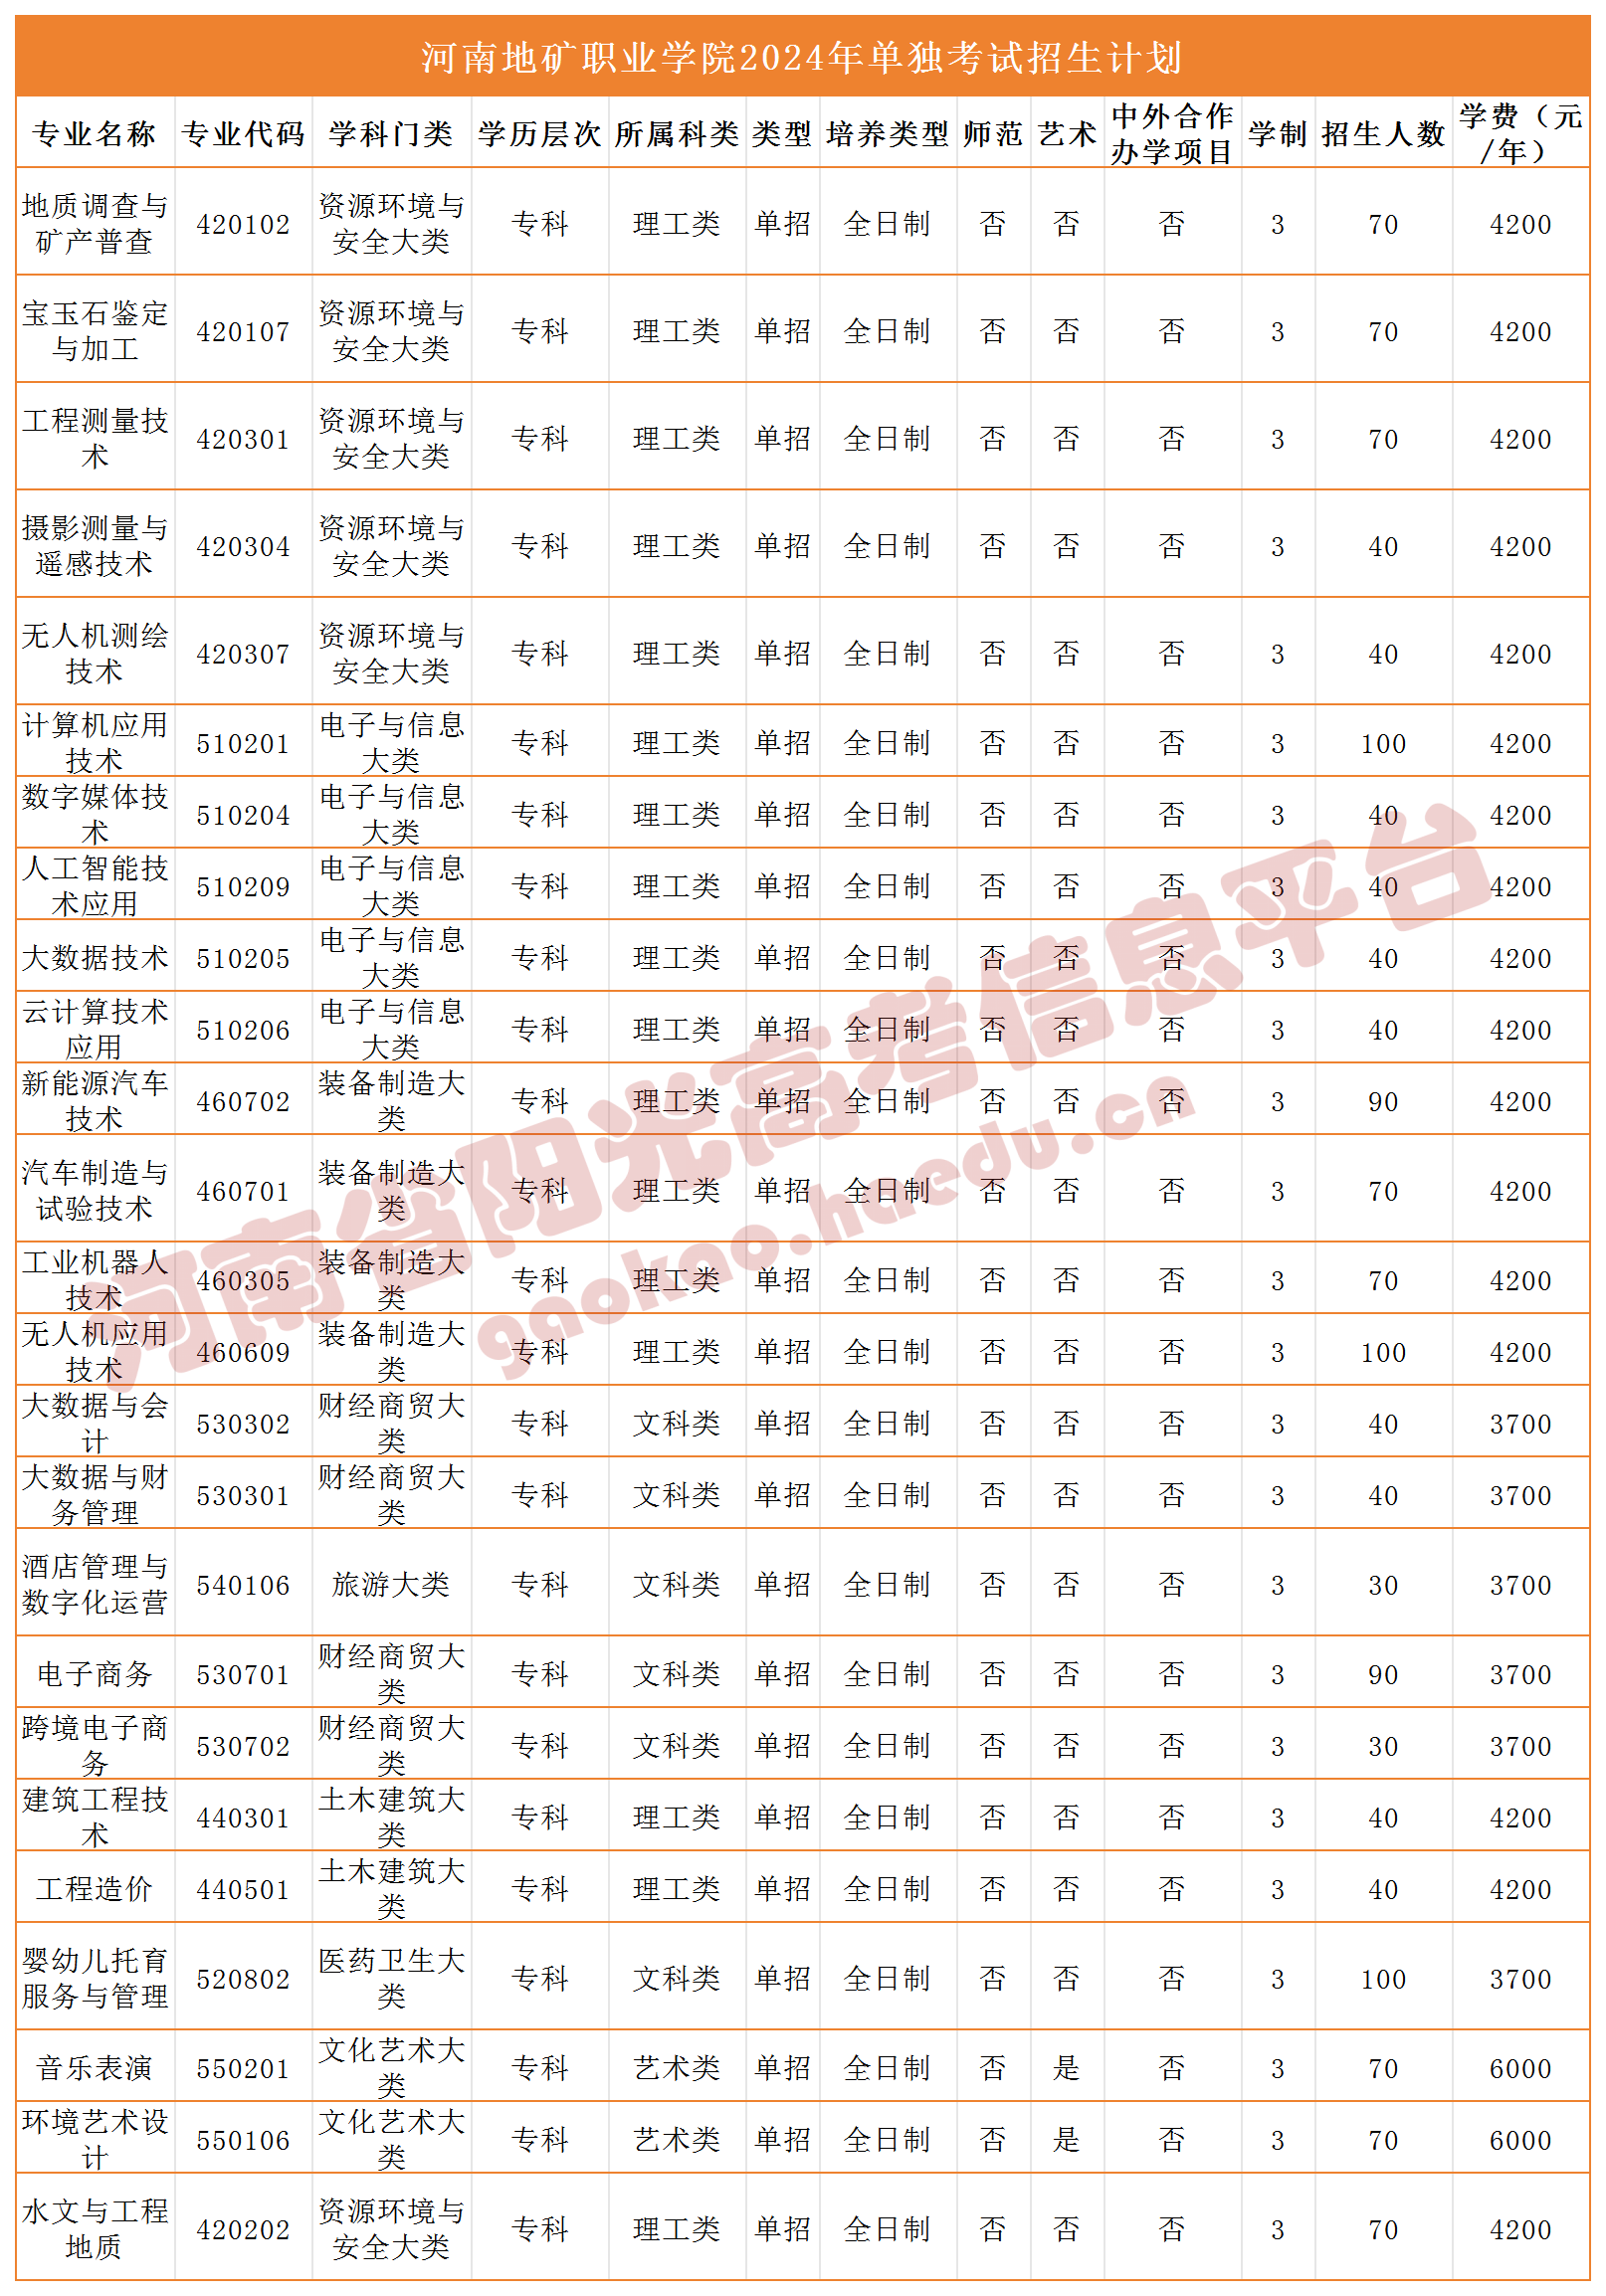 河南地矿职业学院2024年单独考试招生计划
专业名称 专业代码 学科门类 学历层次 所属科类 类型 培养类型 师范 艺术 中外合作办学项目 学制 招生人数 学费（元/年）
地质调查与矿产普查 420102 资源环境与安全大类 专科 理工类 单招 全日制 否 否 否 3 70 4200
宝玉石鉴定与加工 420107 资源环境与安全大类 专科 理工类 单招 全日制 否 否 否 3 70 4200
工程测量技术 420301 资源环境与安全大类 专科 理工类 单招 全日制 否 否 否 3 70 4200
摄影测量与遥感技术 420304 资源环境与安全大类 专科 理工类 单招 全日制 否 否 否 3 40 4200
无人机测绘技术 420307 资源环境与安全大类 专科 理工类 单招 全日制 否 否 否 3 40 4200
计算机应用技术 510201 电子与信息大类 专科 理工类 单招 全日制 否 否 否 3 100 4200
数字媒体技术 510204 电子与信息大类 专科 理工类 单招 全日制 否 否 否 3 40 4200
人工智能技术应用 510209 电子与信息大类 专科 理工类 单招 全日制 否 否 否 3 40 4200
大数据技术 510205 电子与信息大类 专科 理工类 单招 全日制 否 否 否 3 40 4200
云计算技术应用 510206 电子与信息大类 专科 理工类 单招 全日制 否 否 否 3 40 4200
新能源汽车技术 460702 装备制造大类 专科 理工类 单招 全日制 否 否 否 3 90 4200
汽车制造与试验技术 460701 装备制造大类 专科 理工类 单招 全日制 否 否 否 3 70 4200
工业机器人技术 460305 装备制造大类 专科 理工类 单招 全日制 否 否 否 3 70 4200
无人机应用技术 460609 装备制造大类 专科 理工类 单招 全日制 否 否 否 3 100 4200
大数据与会计 530302 财经商贸大类 专科 文科类 单招 全日制 否 否 否 3 40 3700
大数据与财务管理 530301 财经商贸大类 专科 文科类 单招 全日制 否 否 否 3 40 3700
酒店管理与数字化运营 540106 旅游大类 专科 文科类 单招 全日制 否 否 否 3 30 3700
电子商务 530701 财经商贸大类 专科 文科类 单招 全日制 否 否 否 3 90 3700
跨境电子商务 530702 财经商贸大类 专科 文科类 单招 全日制 否 否 否 3 30 3700
建筑工程技术 440301 土木建筑大类 专科 理工类 单招 全日制 否 否 否 3 40 4200
工程造价 440501 土木建筑大类 专科 理工类 单招 全日制 否 否 否 3 40 4200
婴幼儿托育服务与管理 520802 医药卫生大类 专科 文科类 单招 全日制 否 否 否 3 100 3700
音乐表演 550201 文化艺术大类 专科 艺术类 单招 全日制 否 是 否 3 70 6000
环境艺术设计 550106 文化艺术大类 专科 艺术类 单招 全日制 否 是 否 3 70 6000
水文与工程地质 420202 资源环境与安全大类 专科 理工类 单招 全日制 否 否 否 3 70 4200
河南省阳光高考信息平台
gaokao.haedu.cn